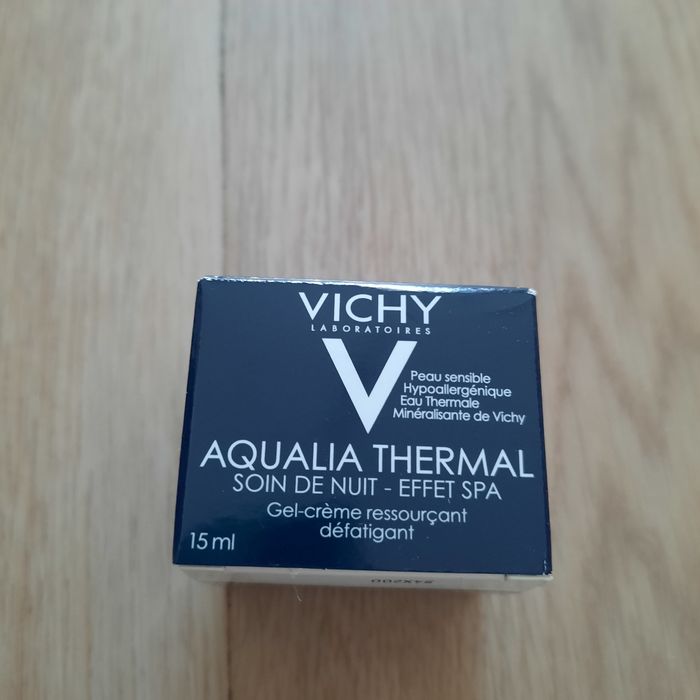 VICHY
LABORATOIRES
V
Peau sensible
Hypoallergénique
Eau Thermale
Minéralisante de Vichy
AQUALIA THERMAL
SOIN DE NUIT - EFFET SPA
Gel-crème ressourçant
défatigant
15 ml